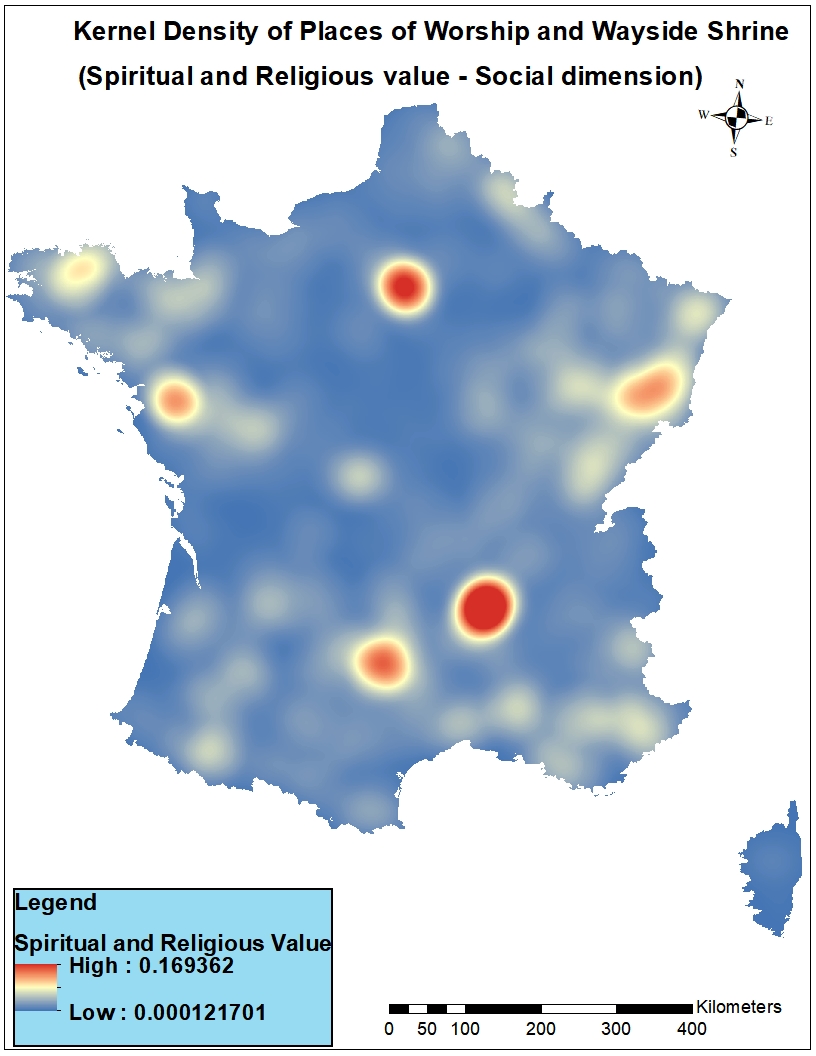 Kernel Density of Places of Worship and Wayside Shrine
(Spiritual and Religious value - Social dimension)
N
W E
S
Legend
Spiritual and Religious Value
High : 0.169362
Low : 0.000121701
Kilometers
0 50 100 200 300 400